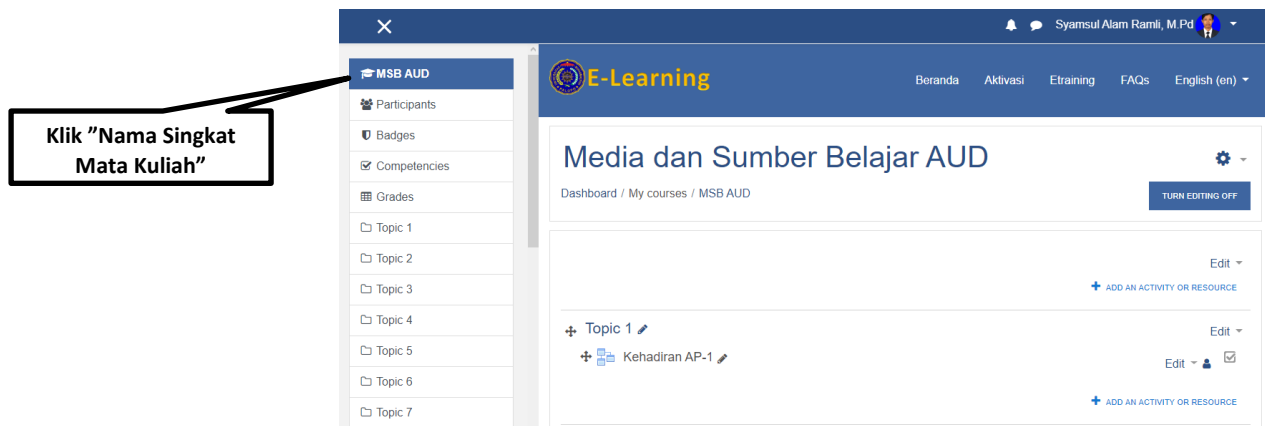 Syamsul Alam Ramli, M.Pd
MSB AUD
Participants
Badges
Competencies
Grades
Topic 1
Topic 2
Topic 3
Topic 4
Topic 5
Topic 6
Topic 7
Klik ”Nama Singkat
Mata Kuliah”
E-Learning
Beranda Aktivasi Etraining FAQs English (en)
Media dan Sumber Belajar AUD
Dashboard / My courses / MSB AUD
TURN EDITING OFF
Edit
ADD AN ACTIVITY OR RESOURCE
Topic 1
Edit
Kehadiran AP-1
Edit
ADD AN ACTIVITY OR RESOURCE